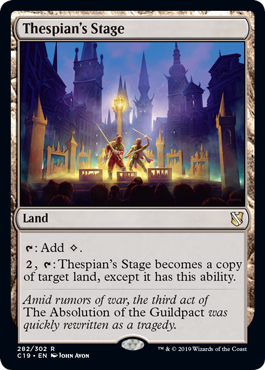 Thespian's Stage
Land
: Add .
2, : Thespian's Stage becomes a copy
of target land, except it has this ability.
Amid rumors of war, the third act of
The Absolution of the Guildpact was
quickly rewritten as a tragedy.
282/302 R
C19 • EN JOHN AVON
™ & © 2019 Wizards of the Coast